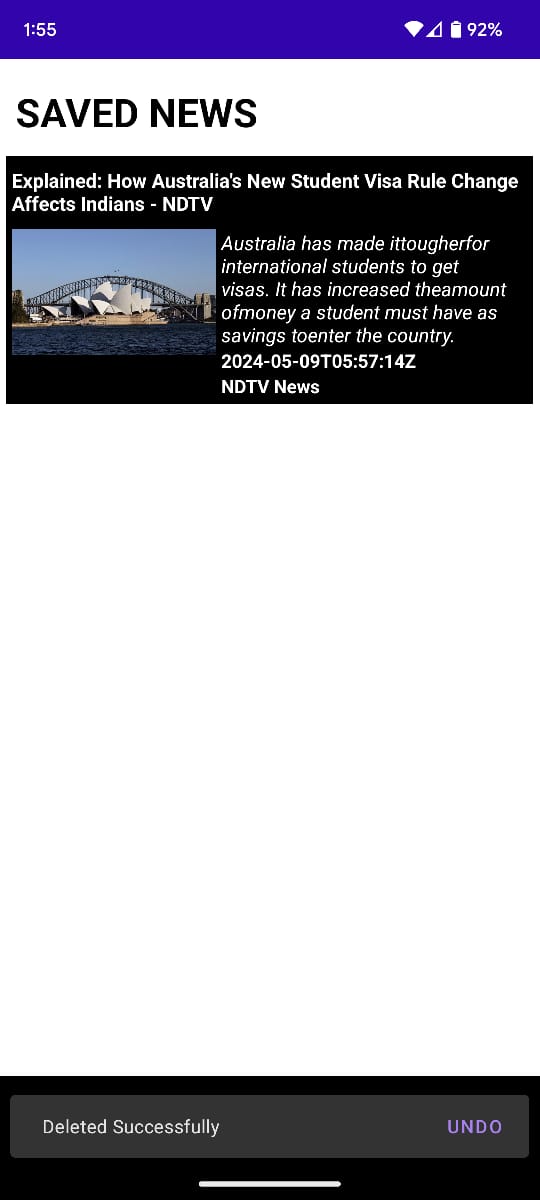 1:55
92%
SAVED NEWS
Explained: How Australia's New Student Visa Rule Change
Affects Indians - NDTV
Australia has made ittougherfor
international students to get
visas. It has increased theamount
ofmoney a student must have as
savings toenter the country.
2024-05-09T05:57:14Z
NDTV News
Deleted Successfully
UNDO